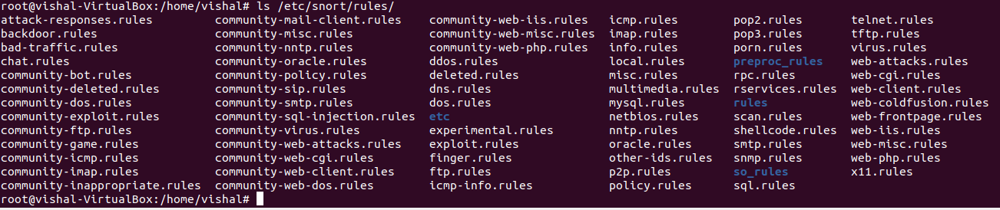 root@vishal-VirtualBox:/home/vishal# ls /etc/snort/rules/
attack-responses.rules community-mail-client.rules community-web-iis.rules icmp.rules pop2.rules telnet.rules
backdoor.rules community-misc.rules community-web-misc.rules imap.rules pop3.rules tftp.rules
bad-traffic.rules community-nntp.rules community-web-php.rules info.rules porn.rules virus.rules
chat.rules community-oracle.rules ddos.rules local.rules preproc_rules web-attacks.rules
community-bot.rules community-policy.rules deleted.rules misc.rules rpc.rules web-cgi.rules
community-deleted.rules community-sip.rules dns.rules multimedia.rules rservices.rules web-client.rules
community-dos.rules community-smtp.rules dos.rules mysql.rules rules web-coldfusion.rules
community-exploit.rules community-sql-injection.rules etc netbios.rules scan.rules web-frontpage.rules
community-ftp.rules community-virus.rules experimental.rules nntp.rules shellcode.rules web-iis.rules
community-game.rules community-web-attacks.rules exploit.rules oracle.rules smtp.rules web-misc.rules
community-icmp.rules community-web-cgi.rules finger.rules other-ids.rules snmp.rules web-php.rules
community-imap.rules community-web-client.rules ftp.rules p2p.rules so_rules x11.rules
community-inappropriate.rules community-web-dos.rules icmp-info.rules policy.rules sql.rules
root@vishal-VirtualBox:/home/vishal#